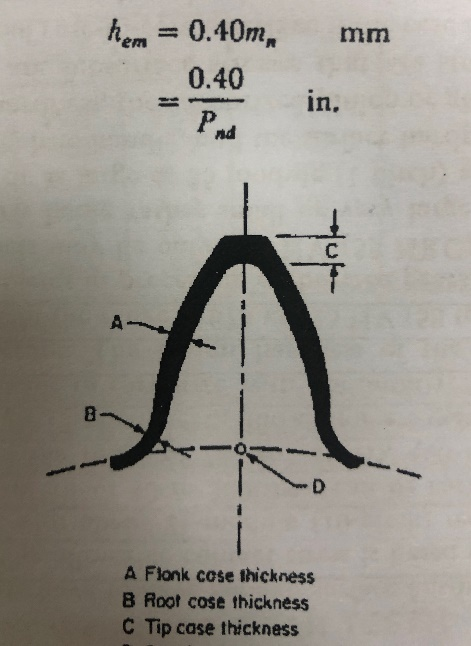 h_em = 0.40m_n mm
= 0.40/P_nd in.
C
A
B
D
A Flank case thickness
B Root case thickness
C Tip case thickness